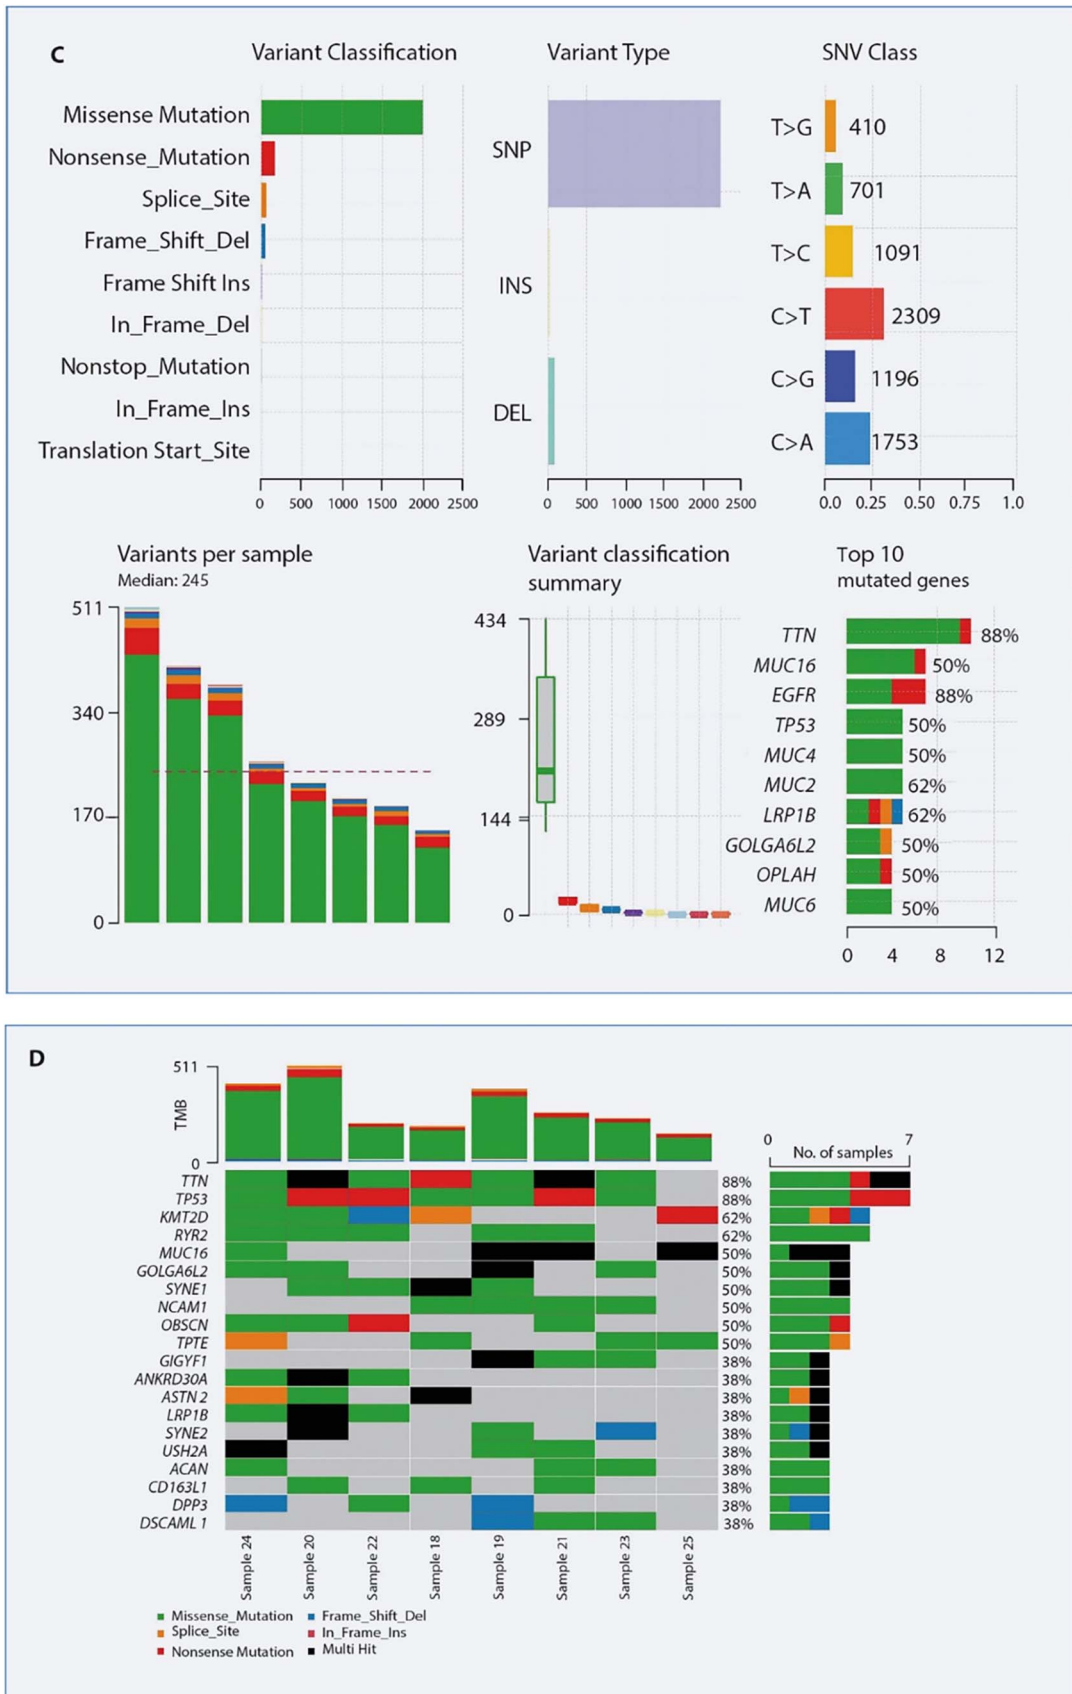 C
Variant Classification
Missense Mutation
Nonsense_Mutation
Splice_Site
Frame_Shift_Del
Frame Shift Ins
In_Frame_Del
Nonstop_Mutation
In_Frame_Ins
Translation Start_Site
0 500 1000 1500 2000 2500
Variant Type
SNP
INS
DEL
0 500 1000 1500 2000 2500
SNV Class
T>G 410
T>A 701
T>C 1091
C>T 2309
C>G 1196
C>A 1753
0.0 0.25 0.50 0.75 1.0
Variants per sample
Median: 245
511
340
170
0
Variant classification
summary
434
289
144
0
Top 10
mutated genes
TTN 88%
MUC16 50%
EGFR 88%
TP53 50%
MUC4 50%
MUC2 62%
LRP1B 62%
GOLGA6L2 50%
OPLAH 50%
MUC6 50%
0 4 8 12
D
511
TMB
0
0 7
No. of samples
TTN 88%
TP53 88%
KMT2D 62%
RYR2 62%
MUC16 50%
GOLGA6L2 50%
SYNE1 50%
NCAM1 50%
OBSCN 50%
TPTE 50%
GIGYF1 38%
ANKRD30A 38%
ASTN 2 38%
LRP1B 38%
SYNE2 38%
USH2A 38%
ACAN 38%
CD163L1 38%
DPP3 38%
DSCAML 1 38%
Sample 24
Sample 20
Sample 22
Sample 18
Sample 19
Sample 21
Sample 23
Sample 25
Missense_Mutation
Splice_Site
Nonsense Mutation
Frame_Shift_Del
In_Frame_Ins
Multi Hit